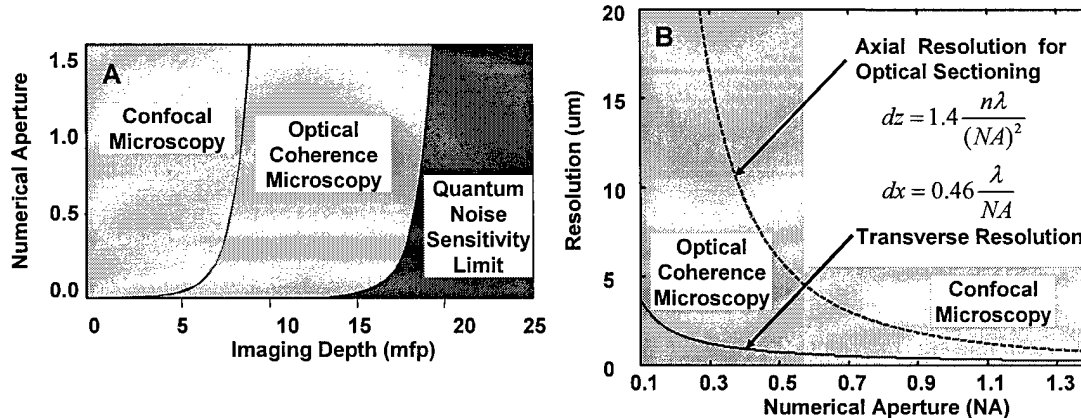 A
Numerical Aperture
1.5
1.0
0.5
0.0
Confocal
Microscopy
Optical
Coherence
Microscopy
Quantum
Noise
Sensitivity
Limit
0
5
10
15
20
25
Imaging Depth (mfp)
B
Resolution (um)
20
15
10
5
0
Axial Resolution for
Optical Sectioning
dz = 1.4 nλ/(NA)²
dx = 0.46 λ/NA
Transverse Resolution
Optical
Coherence
Microscopy
Confocal
Microscopy
0.1
0.3
0.5
0.7
0.9
1.1
1.3
Numerical Aperture (NA)